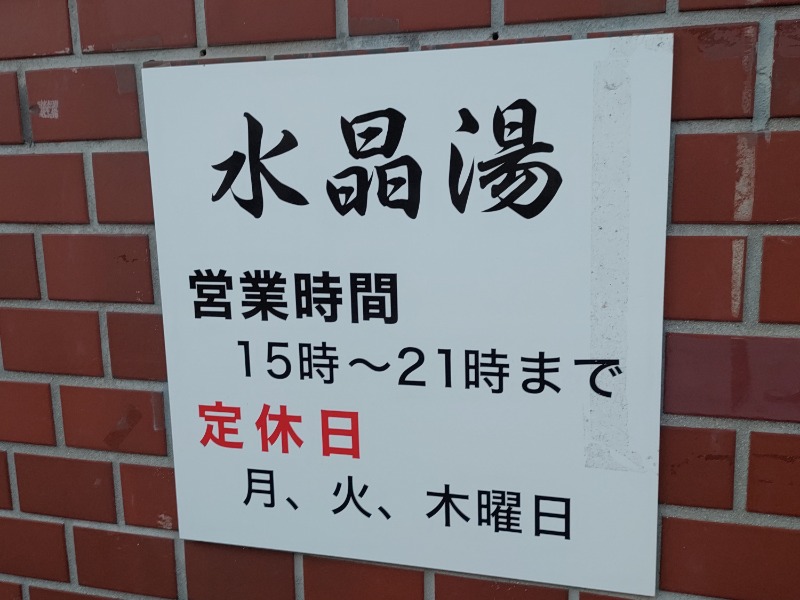 水晶湯
営業時間
15時～21時まで
定休日
月、火、木曜日